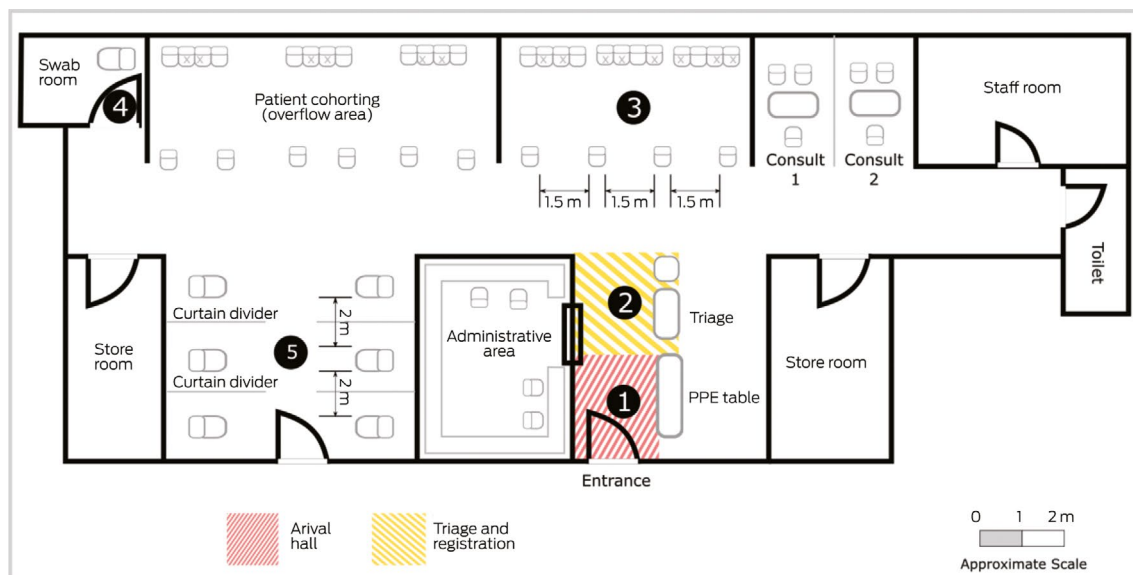 Swab
room
4
Patient cohorting
(overflow area)
x x
x x
x x
x x
x x
x x
3
Consult
1
Consult
2
Staff room
1.5 m
1.5 m
1.5 m
Toilet
Store
room
Curtain divider
Curtain divider
2 m
2 m
5
Administrative
area
2
Triage
1
PPE table
Store room
Entrance
Arival
hall
Triage and
registration
0 1 2 m
Approximate Scale